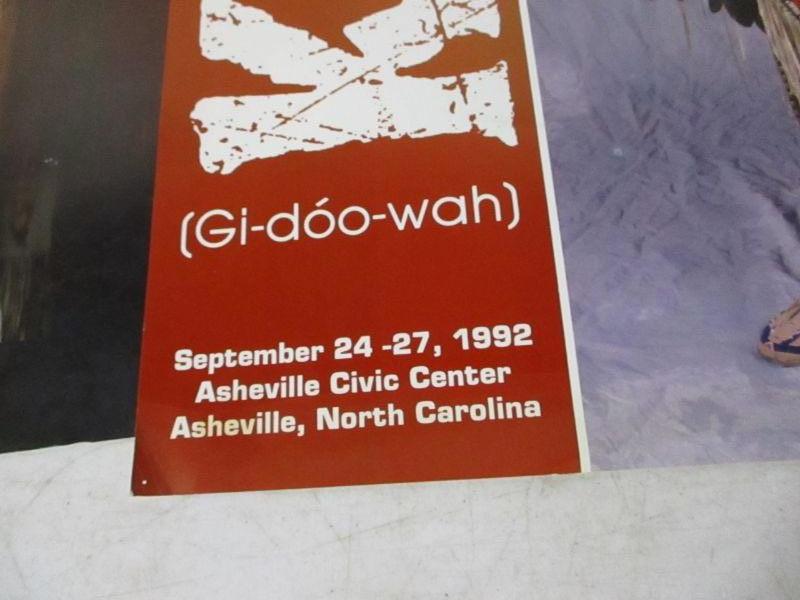 K
(Gi-dóo-wah)
September 24 -27, 1992
Asheville Civic Center
Asheville, North Carolina